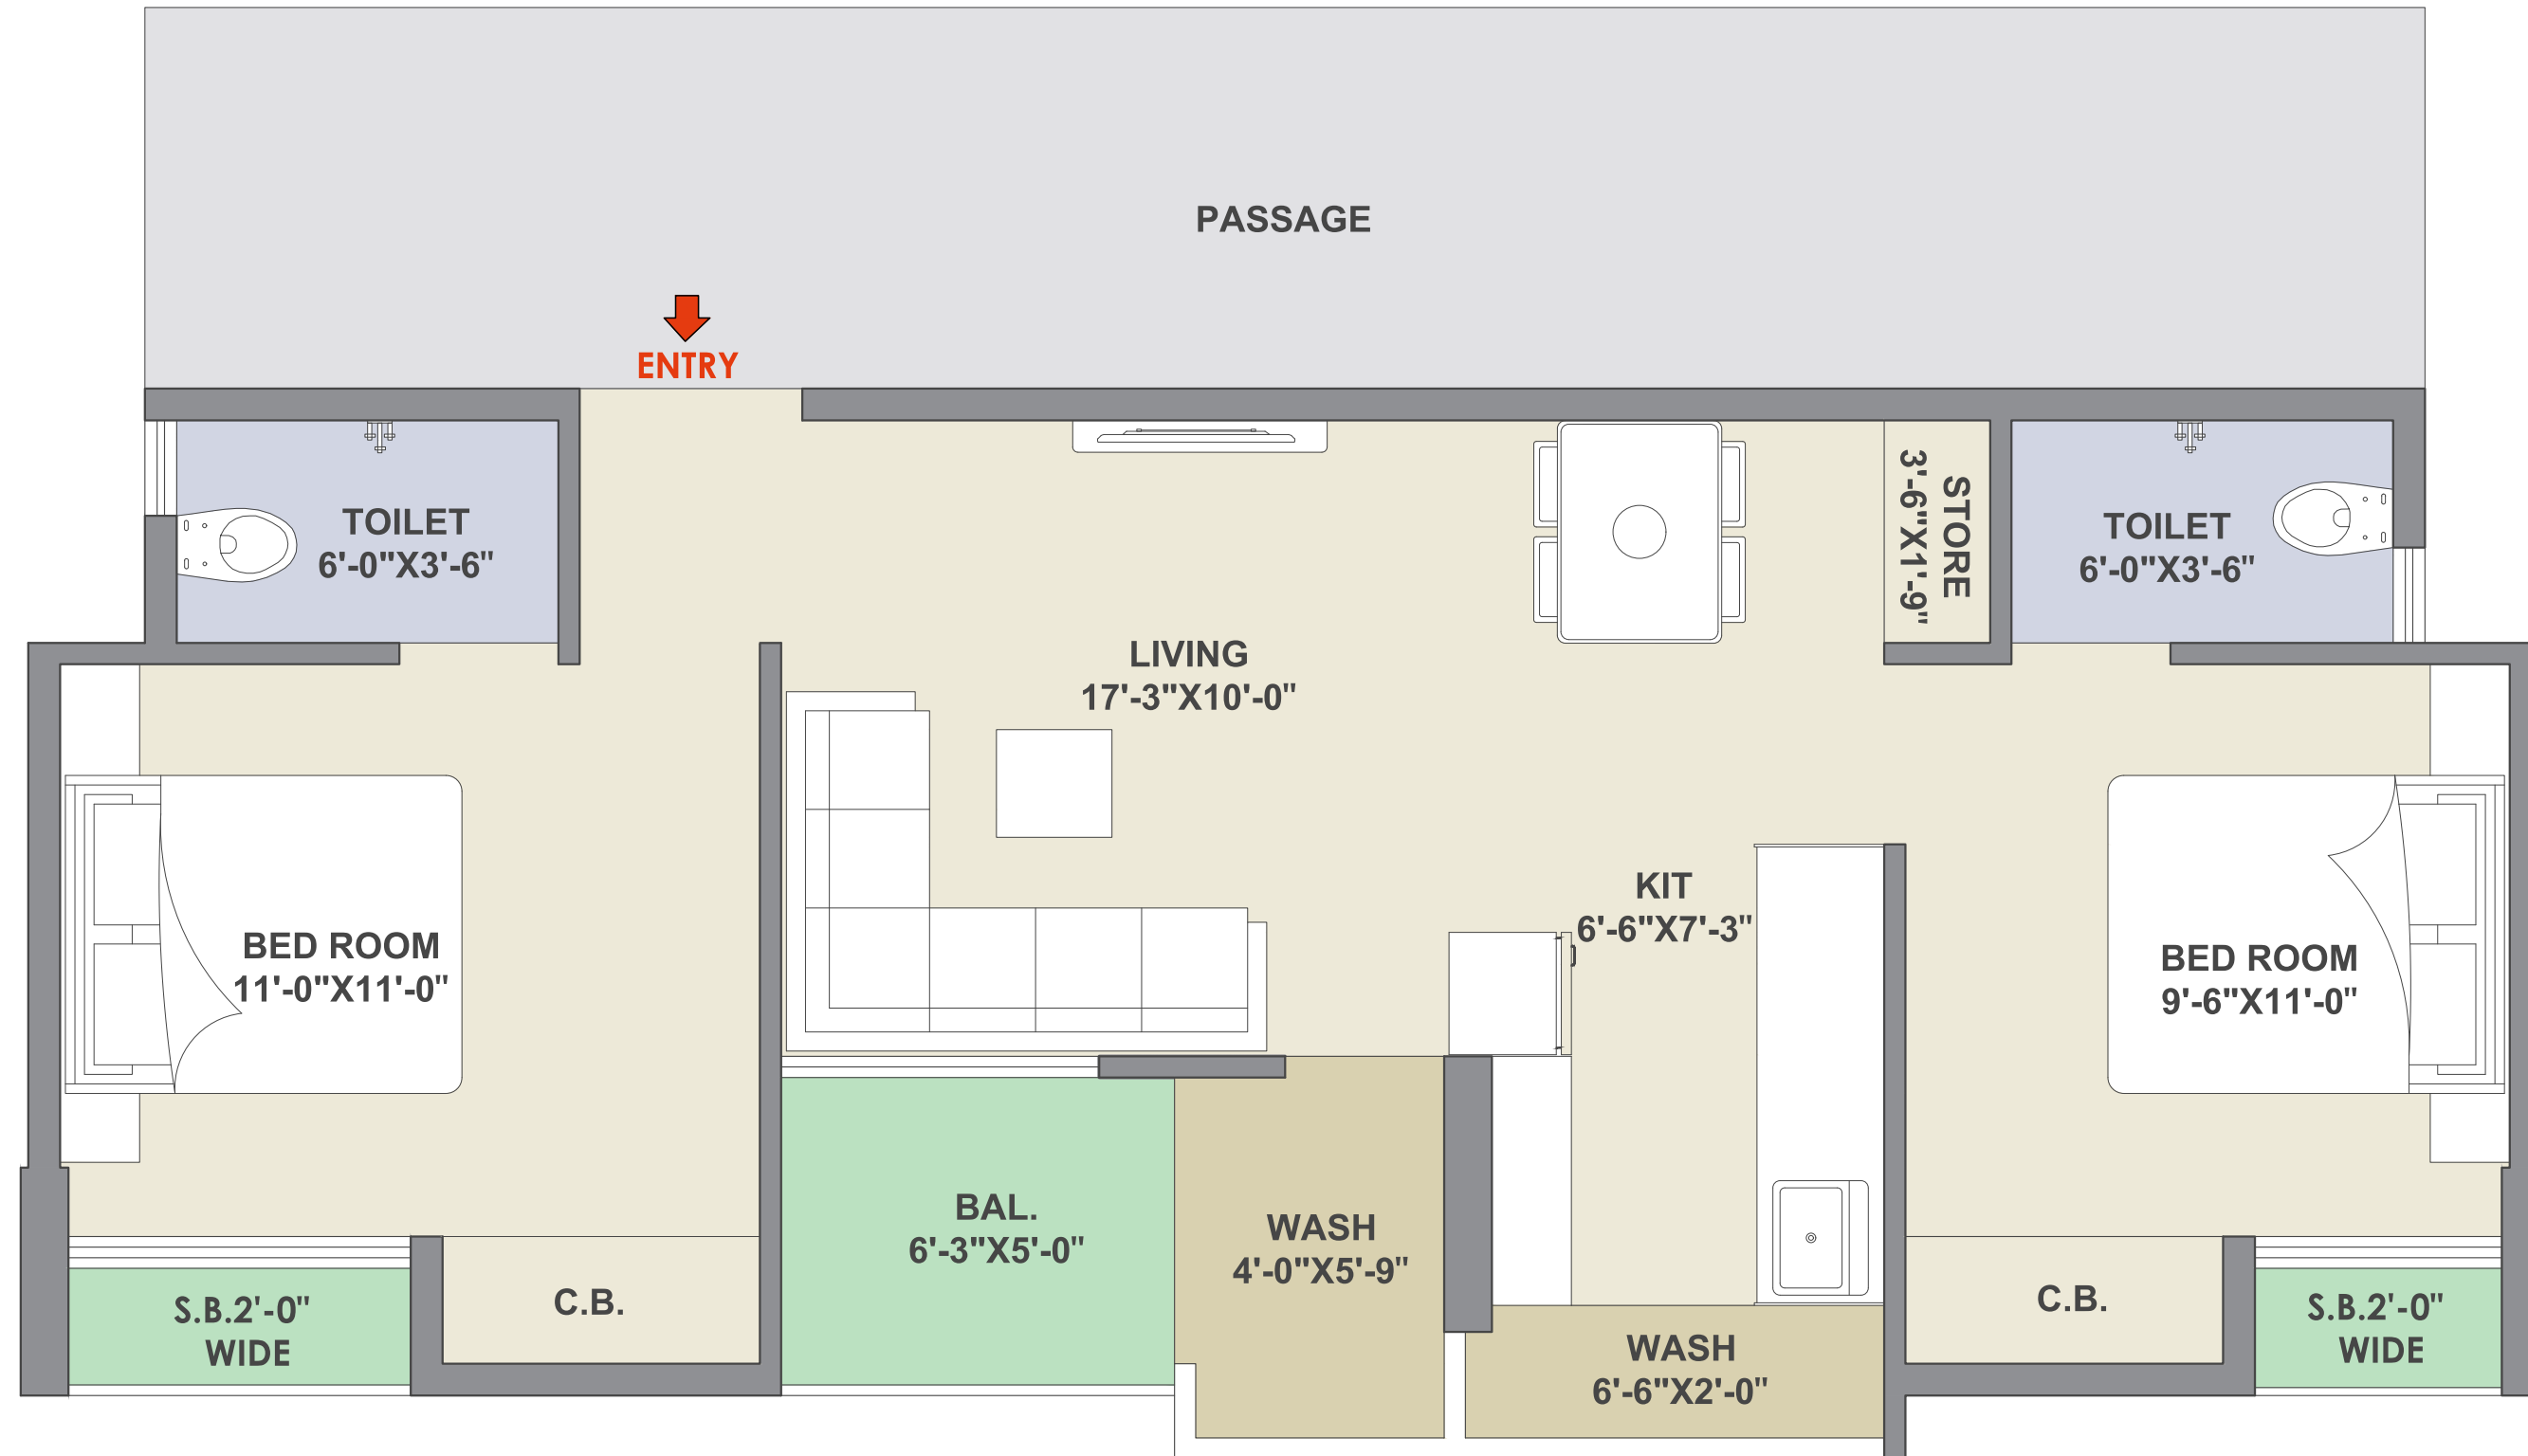 PASSAGE
ENTRY
TOILET
6'-0"X3'-6"
STORE
3'-6"X1'-9"
TOILET
6'-0"X3'-6"
LIVING
17'-3"X10'-0"
KIT
6'-6"X7'-3"
BED ROOM
11'-0"X11'-0"
BED ROOM
9'-6"X11'-0"
BAL.
6'-3"X5'-0"
WASH
4'-0"X5'-9"
S.B.2'-0"
WIDE
C.B.
WASH
6'-6"X2'-0"
C.B.
S.B.2'-0"
WIDE